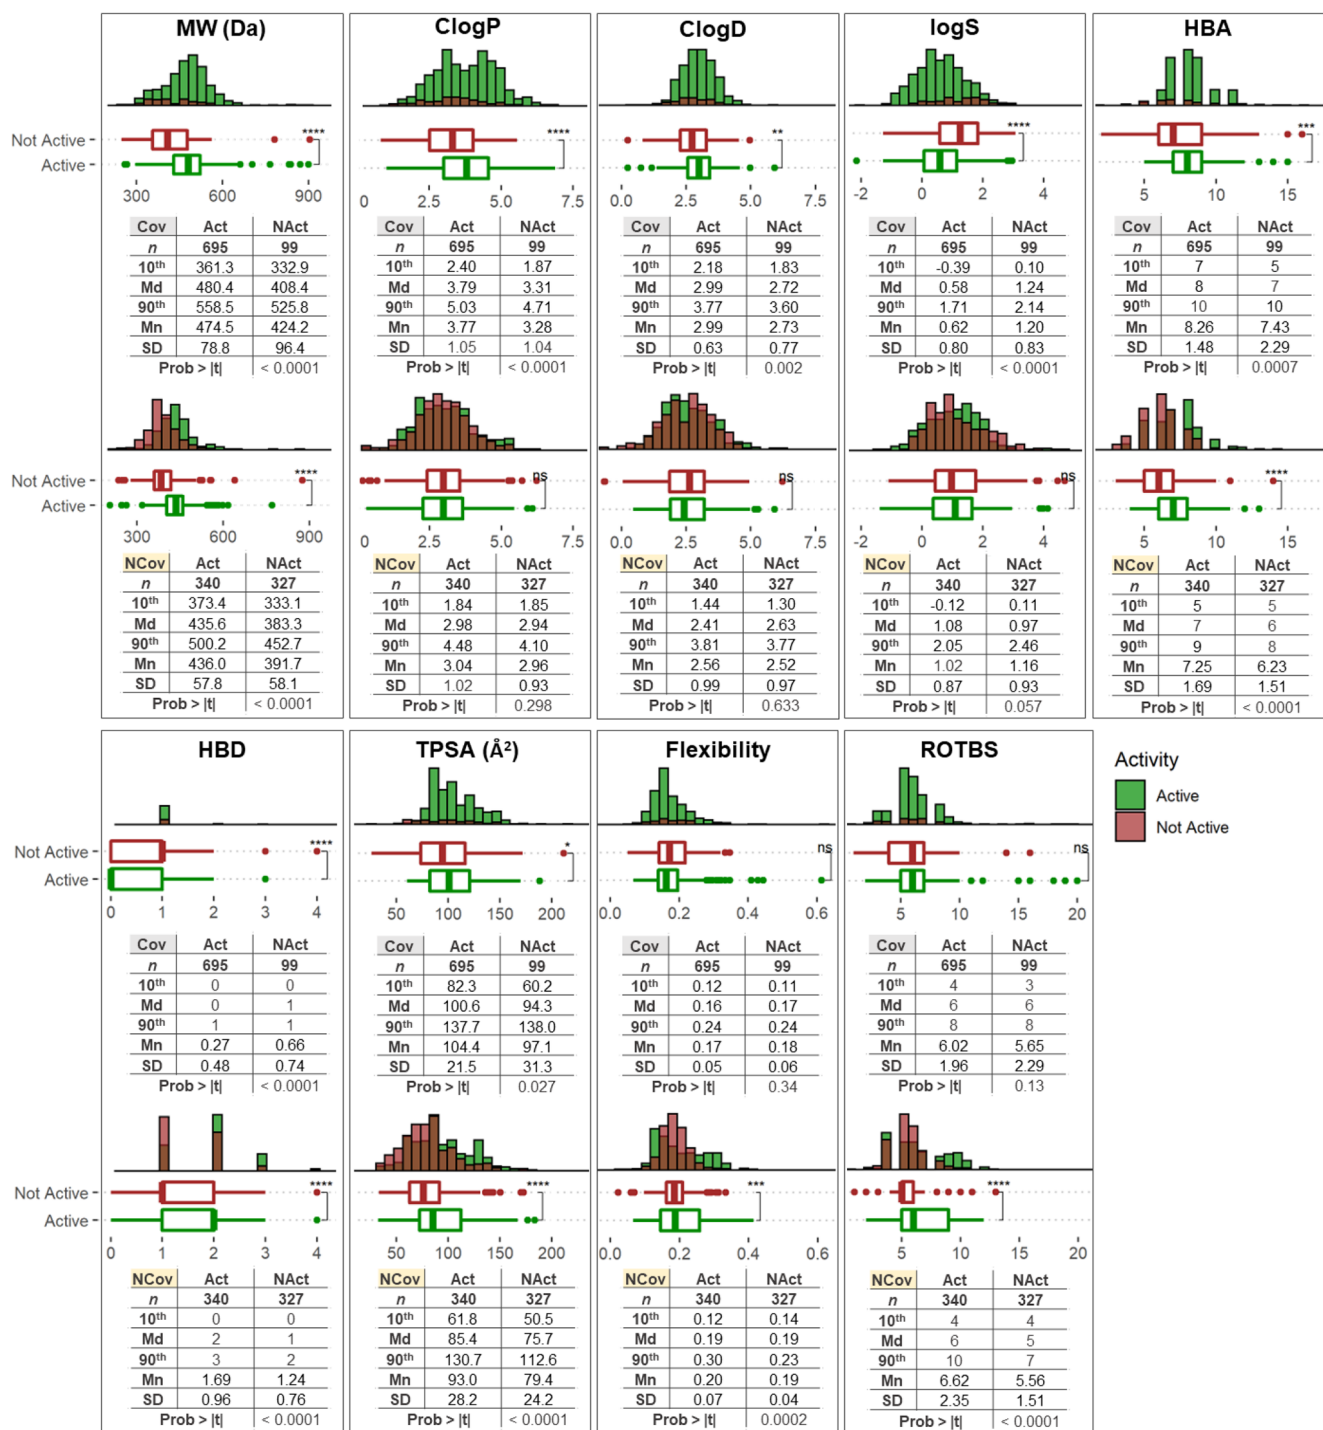 MW (Da)
****
Not Active
Active
300 600 900
Cov Act NAct
n 695 99
10th 361.3 332.9
Md 480.4 408.4
90th 558.5 525.8
Mn 474.5 424.2
SD 78.8 96.4
Prob > |t| < 0.0001
****
Not Active
Active
300 600 900
NCov Act NAct
n 340 327
10th 373.4 333.1
Md 435.6 383.3
90th 500.2 452.7
Mn 436.0 391.7
SD 57.8 58.1
Prob > |t| < 0.0001
ClogP
****
0 2.5 5.0 7.5
Cov Act NAct
n 695 99
10th 2.40 1.87
Md 3.79 3.31
90th 5.03 4.71
Mn 3.77 3.28
SD 1.05 1.04
Prob > |t| < 0.0001
ns
0 2.5 5.0 7.5
NCov Act NAct
n 340 327
10th 1.84 1.85
Md 2.98 2.94
90th 4.48 4.10
Mn 3.04 2.96
SD 1.02 0.93
Prob > |t| 0.298
ClogD
**
0.0 2.5 5.0 7.5
Cov Act NAct
n 695 99
10th 2.18 1.83
Md 2.99 2.72
90th 3.77 3.60
Mn 2.99 2.73
SD 0.63 0.77
Prob > |t| 0.002
ns
0.0 2.5 5.0 7.5
NCov Act NAct
n 340 327
10th 1.44 1.30
Md 2.41 2.63
90th 3.81 3.77
Mn 2.56 2.52
SD 0.99 0.97
Prob > |t| 0.633
logS
****
-2 0 2 4
Cov Act NAct
n 695 99
10th -0.39 0.10
Md 0.58 1.24
90th 1.71 2.14
Mn 0.62 1.20
SD 0.80 0.83
Prob > |t| < 0.0001
ns
-2 0 2 4
NCov Act NAct
n 340 327
10th -0.12 0.11
Md 1.08 0.97
90th 2.05 2.46
Mn 1.02 1.16
SD 0.87 0.93
Prob > |t| 0.057
HBA
***
5 10 15
Cov Act NAct
n 695 99
10th 7 5
Md 8 7
90th 10 10
Mn 8.26 7.43
SD 1.48 2.29
Prob > |t| 0.0007
****
5 10 15
NCov Act NAct
n 340 327
10th 5 5
Md 7 6
90th 9 8
Mn 7.25 6.23
SD 1.69 1.51
Prob > |t| < 0.0001
HBD
****
Not Active
Active
0 1 2 3 4
Cov Act NAct
n 695 99
10th 0 0
Md 0 1
90th 1 1
Mn 0.27 0.66
SD 0.48 0.74
Prob > |t| < 0.0001
****
Not Active
Active
0 1 2 3 4
NCov Act NAct
n 340 327
10th 0 0
Md 2 1
90th 3 2
Mn 1.69 1.24
SD 0.96 0.76
Prob > |t| < 0.0001
TPSA (Å²)
*
50 100 150 200
Cov Act NAct
n 695 99
10th 82.3 60.2
Md 100.6 94.3
90th 137.7 138.0
Mn 104.4 97.1
SD 21.5 31.3
Prob > |t| 0.027
****
50 100 150 200
NCov Act NAct
n 340 327
10th 61.8 50.5
Md 85.4 75.7
90th 130.7 112.6
Mn 93.0 79.4
SD 28.2 24.2
Prob > |t| < 0.0001
Flexibility
ns
0.0 0.2 0.4 0.6
Cov Act NAct
n 695 99
10th 0.12 0.11
Md 0.16 0.17
90th 0.24 0.24
Mn 0.17 0.18
SD 0.05 0.06
Prob > |t| 0.34
***
0.0 0.2 0.4 0.6
NCov Act NAct
n 340 327
10th 0.12 0.14
Md 0.19 0.19
90th 0.30 0.23
Mn 0.20 0.19
SD 0.07 0.04
Prob > |t| 0.0002
ROTBS
ns
5 10 15 20
Cov Act NAct
n 695 99
10th 4 3
Md 6 6
90th 8 8
Mn 6.02 5.65
SD 1.96 2.29
Prob > |t| 0.13
****
5 10 15 20
NCov Act NAct
n 340 327
10th 4 4
Md 6 5
90th 10 7
Mn 6.62 5.56
SD 2.35 1.51
Prob > |t| < 0.0001
Activity
Active
Not Active